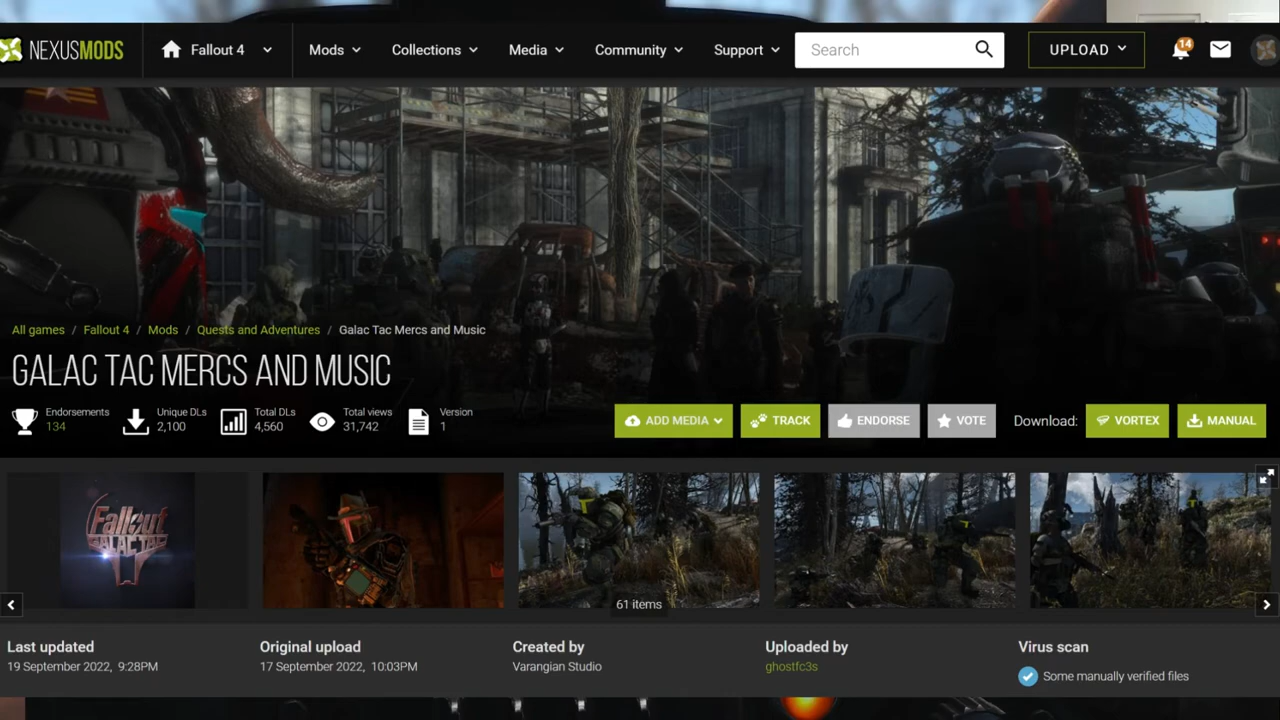 NEXUSMODS Fallout 4 Mods Collections Media Community Support Search UPLOAD 14
All games / Fallout 4 / Mods / Quests and Adventures / Galac Tac Mercs and Music
GALAC TAC MERCS AND MUSIC
Endorsements Unique DLs Total DLs Total views Version
134 2,100 4,560 31,742 1
ADD MEDIA TRACK ENDORSE VOTE Download: VORTEX MANUAL
Fallout
GALAC TAC
61 items
Last updated Original upload Created by Uploaded by Virus scan
19 September 2022, 9:28PM 17 September 2022, 10:03PM Varangian Studio ghostfc3s Some manually verified files